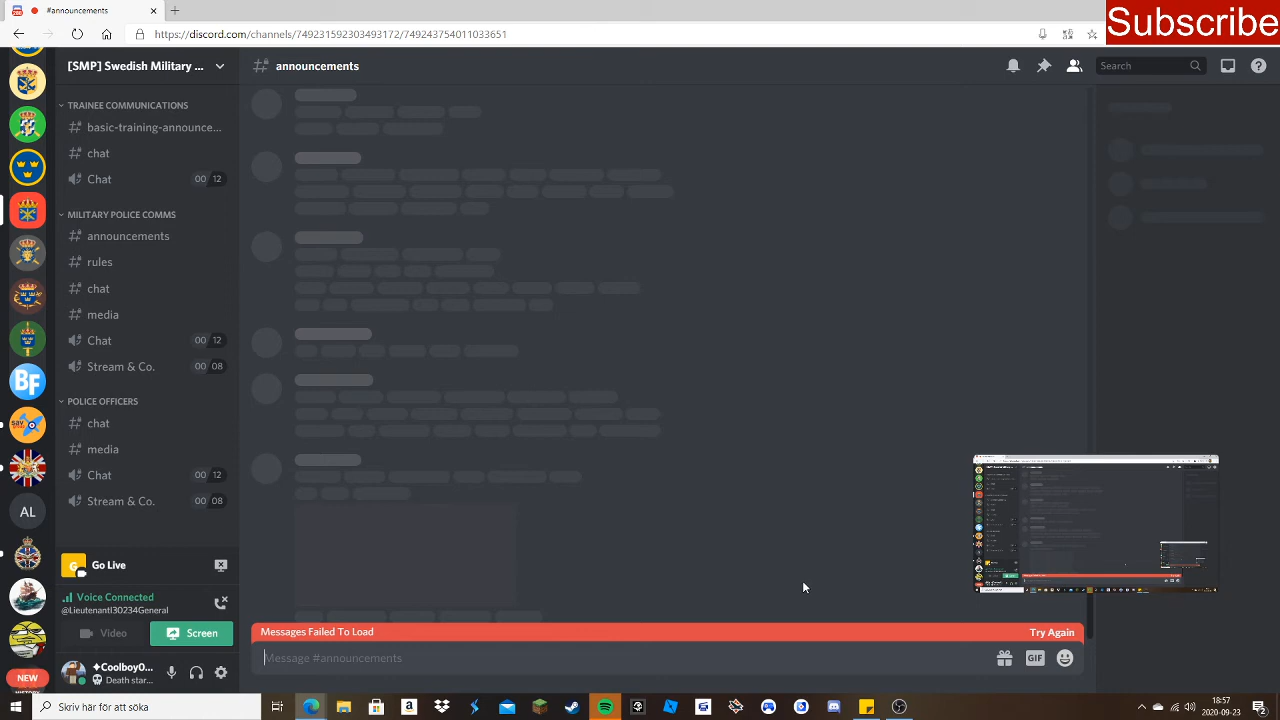 #announcements
Subscribe
https://discord.com/channels/749231592303493172/749243754011033651
[SMP] Swedish Military ...
announcements
Search
TRAINEE COMMUNICATIONS
basic-training-announce...
chat
Chat 00 12
MILITARY POLICE COMMS
announcements
rules
chat
media
Chat 00 12
Stream & Co. 00 08
POLICE OFFICERS
chat
media
Chat 00 12
Stream & Co. 00 08
BF
AL
G Go Live
Voice Connected
@Lieutenantl30234General
Video Screen
Messages Failed To Load Try Again
Message #announcements
GIF
✦Coolboy0...
Death star...
NEW
Skriv här för att söka
18:57
2020-09-23